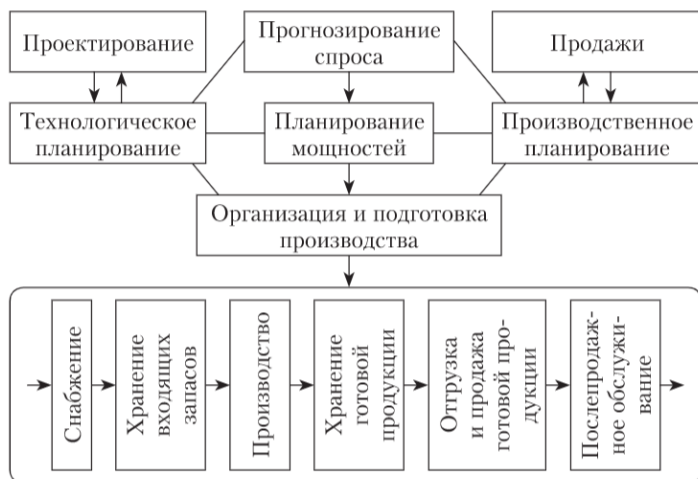 Проектирование
Прогнозирование
спроса
Продажи
Технологическое
планирование
Планирование
мощностей
Производственное
планирование
Организация и подготовка
производства
Снабжение
Хранение
входящих
запасов
Производство
Хранение
готовой
продукции
Отгрузка
и продажа
готовой про-
дукции
Послепродаж-
ное обслужи-
вание